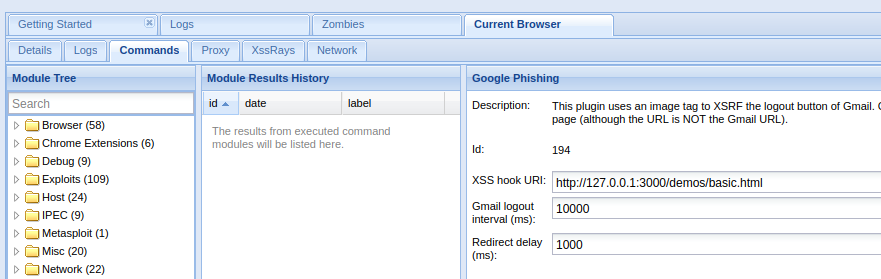 Getting Started Logs Zombies Current Browser
Details Logs Commands Proxy XssRays Network
Module Tree
Search
Browser (58)
Chrome Extensions (6)
Debug (9)
Exploits (109)
Host (24)
IPEC (9)
Metasploit (1)
Misc (20)
Network (22)
Module Results History
id date label
The results from executed command
modules will be listed here.
Google Phishing
Description: This plugin uses an image tag to XSRF the logout button of Gmail.
page (although the URL is NOT the Gmail URL).
Id: 194
XSS hook URI: http://127.0.0.1:3000/demos/basic.html
Gmail logout
interval (ms): 10000
Redirect delay
(ms): 1000